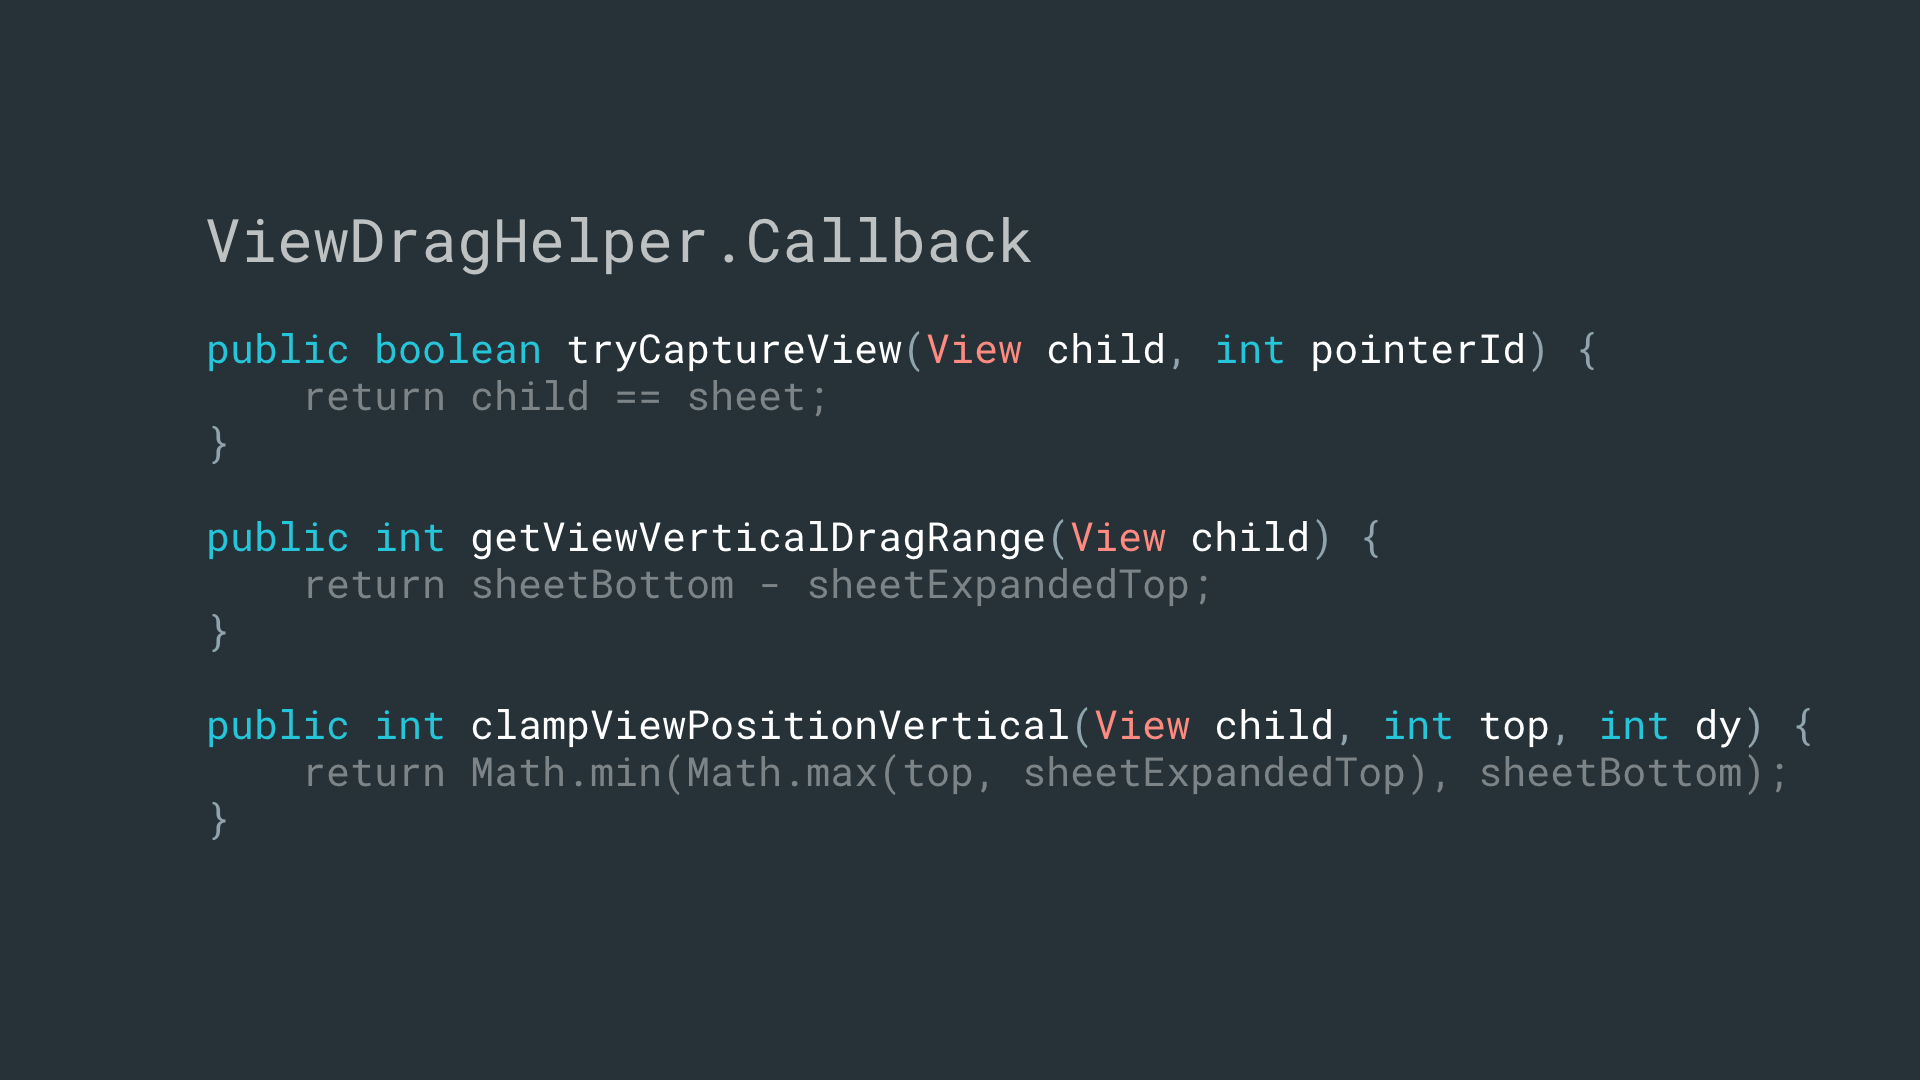 ViewDragHelper.Callback
public boolean tryCaptureView(View child, int pointerId) {
    return child == sheet;
}
public int getViewVerticalDragRange(View child) {
    return sheetBottom - sheetExpandedTop;
}
public int clampViewPositionVertical(View child, int top, int dy) {
    return Math.min(Math.max(top, sheetExpandedTop), sheetBottom);
}